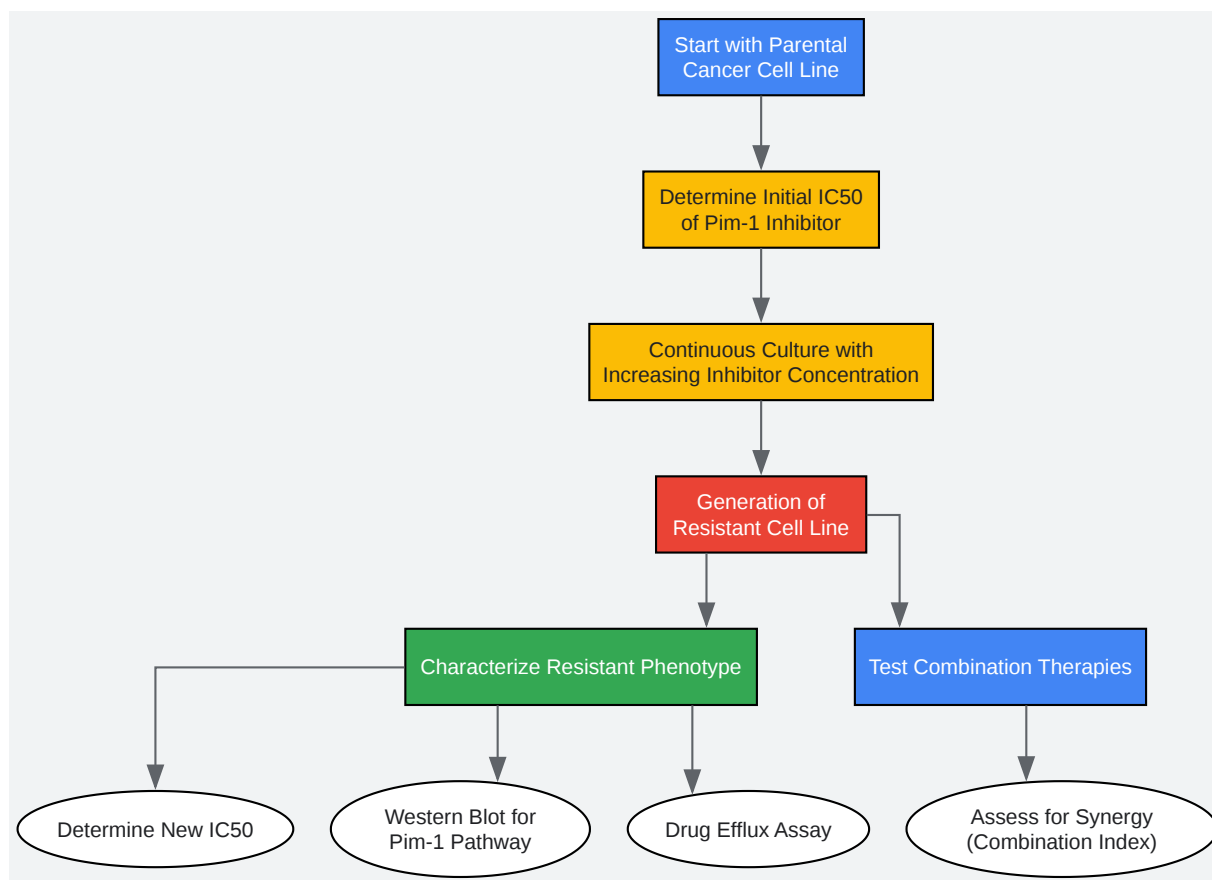 Start with Parental
Cancer Cell Line
Determine Initial IC50
of Pim-1 Inhibitor
Continuous Culture with
Increasing Inhibitor Concentration
Generation of
Resistant Cell Line
Characterize Resistant Phenotype
Test Combination Therapies
Determine New IC50
Western Blot for
Pim-1 Pathway
Drug Efflux Assay
Assess for Synergy
(Combination Index)